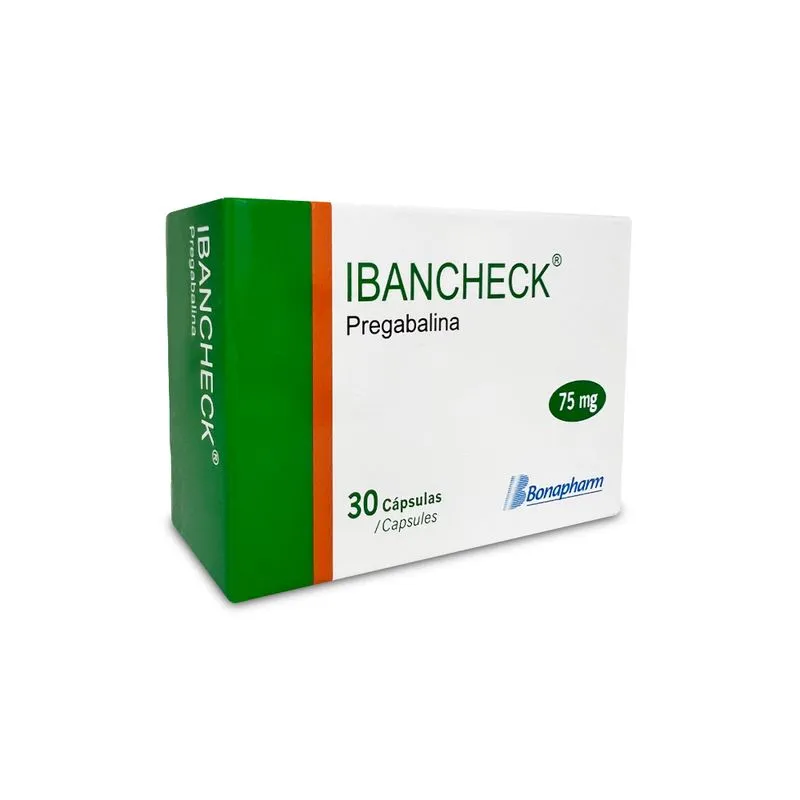 IBANCHECK®
Pregabalina
IBANCHECK®
Pregabalina
75 mg
30 Cápsulas
/Capsules
Bonapharm